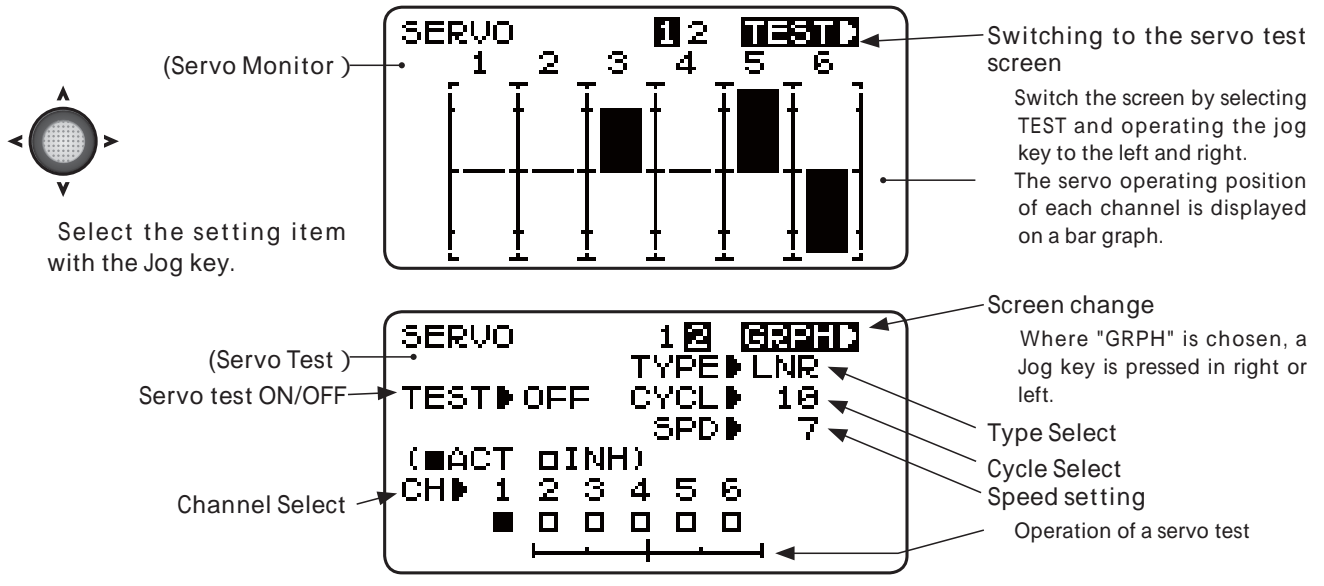 SERVO 1 2 TEST
1 2 3 4 5 6
(Servo Monitor )
Switching to the servo test
screen
Switch the screen by selecting
TEST and operating the jog
key to the left and right.
The servo operating position
of each channel is displayed
on a bar graph.
Select the setting item
with the Jog key.
SERVO 1 2 GRPH
(Servo Test )
TYPE LNR
Servo test ON/OFF
TEST OFF CYCL 10
SPD 7
(■ACT □INH)
Channel Select
CH 1 2 3 4 5 6
Screen change
Where "GRPH" is chosen, a
Jog key is pressed in right or
left.
Type Select
Cycle Select
Speed setting
Operation of a servo test